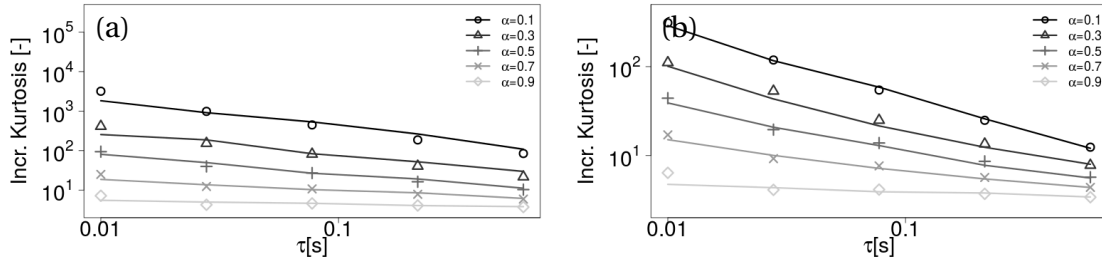 (a)
Incr. Kurtosis [-]
10^5
10^4
10^3
10^2
10^1
0.01
0.1
τ[s]
α=0.1
α=0.3
α=0.5
α=0.7
α=0.9
(b)
Incr. Kurtosis [-]
10^2
10^1
0.01
0.1
τ[s]
α=0.1
α=0.3
α=0.5
α=0.7
α=0.9